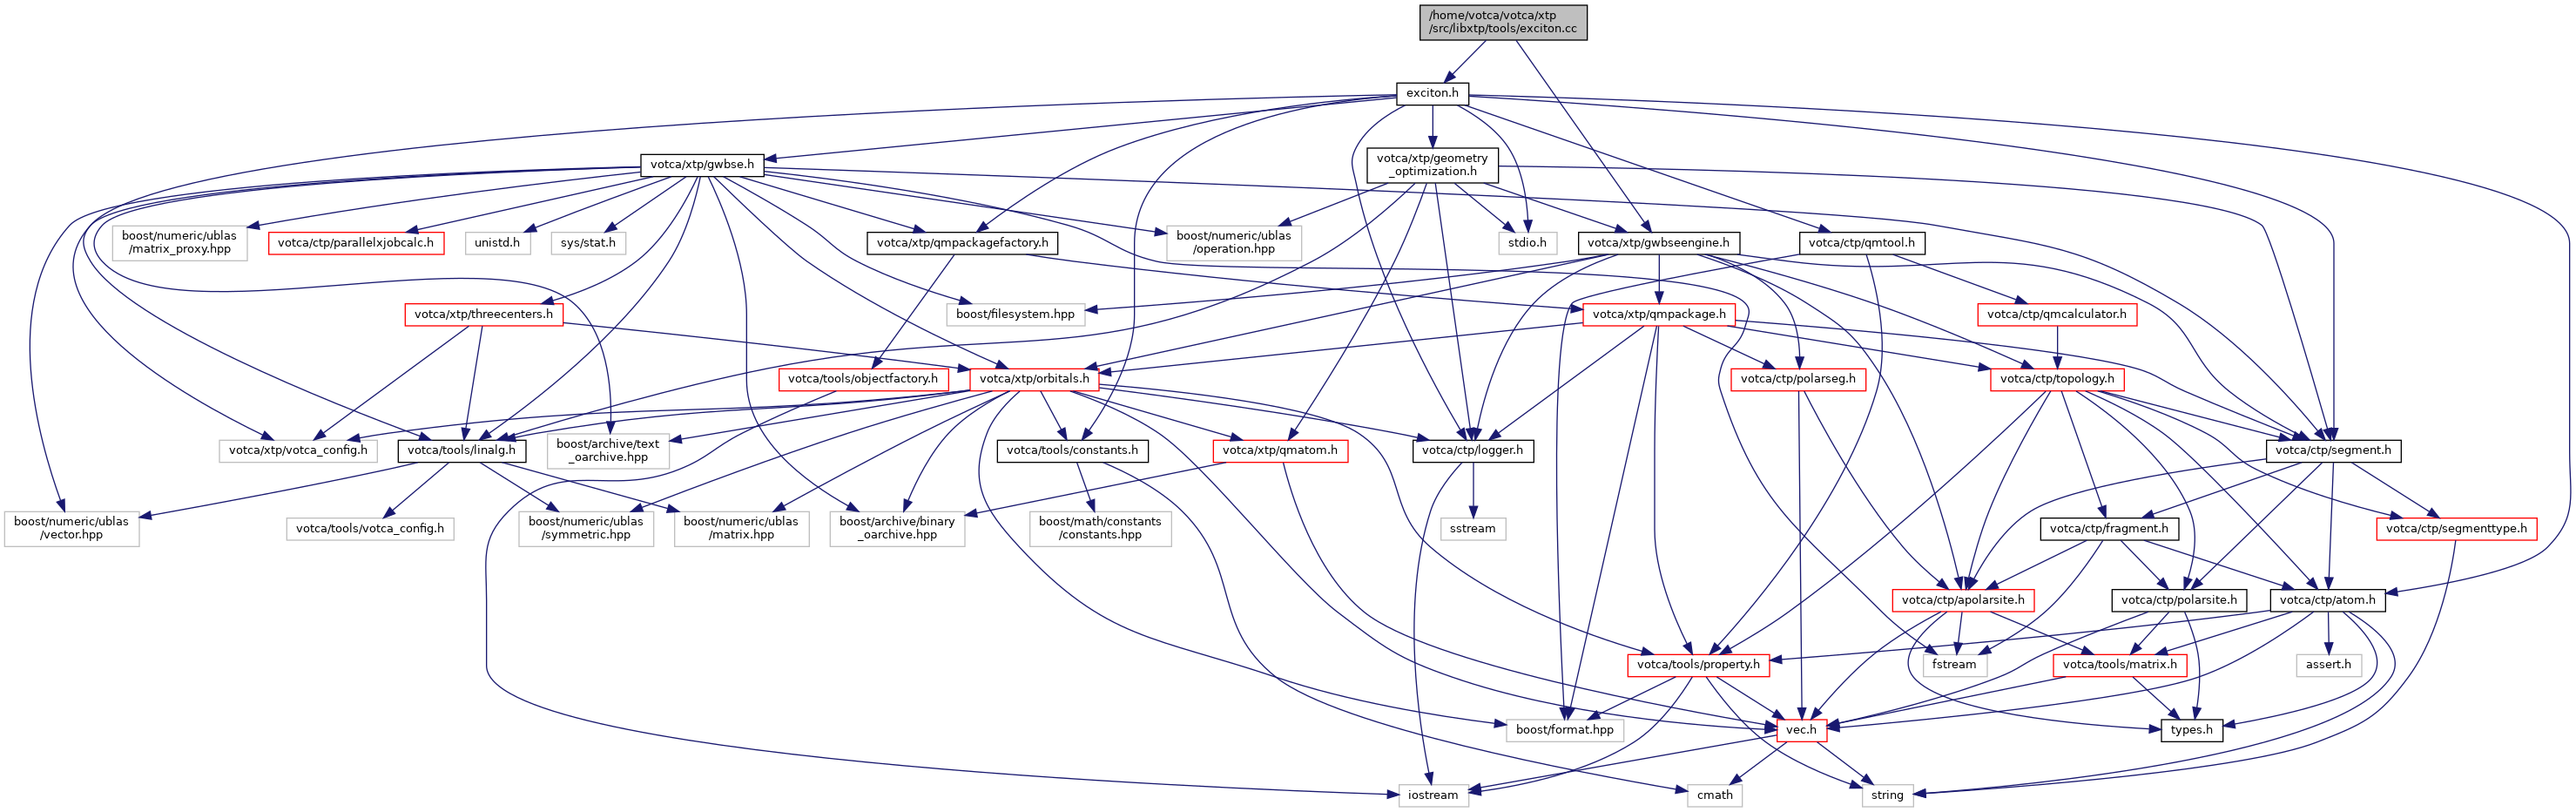 /home/votca/votca/xtp
/src/libxtp/tools/exciton.cc
exciton.h
votca/xtp/gwbse.h
votca/xtp/geometry
_optimization.h
boost/numeric/ublas
/matrix_proxy.hpp
votca/ctp/parallelxjobcalc.h
unistd.h
sys/stat.h
votca/xtp/qmpackagefactory.h
boost/numeric/ublas
/operation.hpp
stdio.h
votca/xtp/gwbseengine.h
votca/ctp/qmtool.h
votca/xtp/threecenters.h
boost/filesystem.hpp
votca/xtp/qmpackage.h
votca/ctp/qmcalculator.h
votca/tools/objectfactory.h
votca/xtp/orbitals.h
votca/ctp/polarseg.h
votca/ctp/topology.h
votca/xtp/votca_config.h
votca/tools/linalg.h
boost/archive/text
_oarchive.hpp
votca/tools/constants.h
votca/xtp/qmatom.h
votca/ctp/logger.h
votca/ctp/segment.h
boost/numeric/ublas
/vector.hpp
votca/tools/votca_config.h
boost/numeric/ublas
/symmetric.hpp
boost/numeric/ublas
/matrix.hpp
boost/archive/binary
_oarchive.hpp
boost/math/constants
/constants.hpp
sstream
votca/ctp/fragment.h
votca/ctp/segmenttype.h
votca/ctp/apolarsite.h
votca/ctp/polarsite.h
votca/ctp/atom.h
votca/tools/property.h
fstream
votca/tools/matrix.h
assert.h
boost/format.hpp
vec.h
types.h
iostream
cmath
string